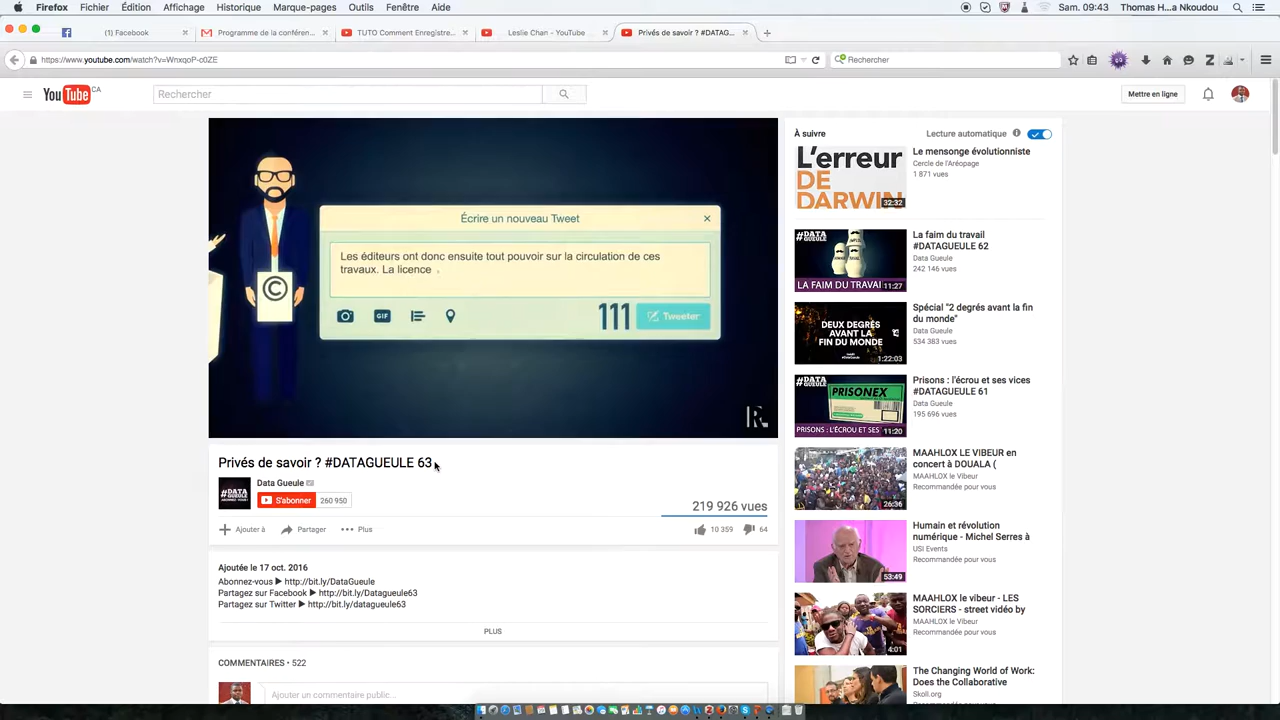 Firefox Fichier Édition Affichage Historique Marque-pages Outils Fenêtre Aide Sam. 09:43 Thomas H...a Nkoudou
(1) Facebook × Programme de la conféren... × TUTO Comment Enregistre... × Leslie Chan - YouTube × Privés de savoir ? #DATAG... ×
https://www.youtube.com/watch?v=WnxqoP-c0ZE Rechercher
YouTube CA Rechercher Mettre en ligne
Écrire un nouveau Tweet ×
Les éditeurs ont donc ensuite tout pouvoir sur la circulation de ces
travaux. La licence
©
GIF 111 Tweeter
R
Privés de savoir ? #DATAGUEULE 63
#DATA GUEULE
Data Gueule
S'abonner 260 950
219 926 vues
Ajouter à Partager ••• Plus 10 359 64
Ajoutée le 17 oct. 2016
Abonnez-vous ► http://bit.ly/DataGueule
Partagez sur Facebook ► http://bit.ly/Datagueule63
Partagez sur Twitter ► http://bit.ly/datagueule63
PLUS
COMMENTAIRES • 522
Ajouter un commentaire public...
À suivre Lecture automatique
L'erreur
DE
DARWIN
32:32
Le mensonge évolutionniste
Cercle de l'Aréopage
1 871 vues
#DATA GUEULE
LA FAIM DU TRAVAI 11:27
La faim du travail
#DATAGUEULE 62
Data Gueule
242 146 vues
DEUX DEGRÉS
AVANT LA
FIN DU MONDE
1:22:03
Spécial "2 degrés avant la fin
du monde"
Data Gueule
534 383 vues
#DATA GUEULE
PRISONEX
PRISONS : L'ÉCROU ET SES 11:20
Prisons : l'écrou et ses vices
#DATAGUEULE 61
Data Gueule
195 696 vues
26:36
MAAHLOX LE VIBEUR en
concert à DOUALA (
MAAHLOX le Vibeur
Recommandée pour vous
53:49
Humain et révolution
numérique - Michel Serres à
USI Events
Recommandée pour vous
4:01
MAAHLOX le vibeur - LES
SORCIERS - street vidéo by
MAAHLOX le Vibeur
Recommandée pour vous
The Changing World of Work:
Does the Collaborative
Skoll.org